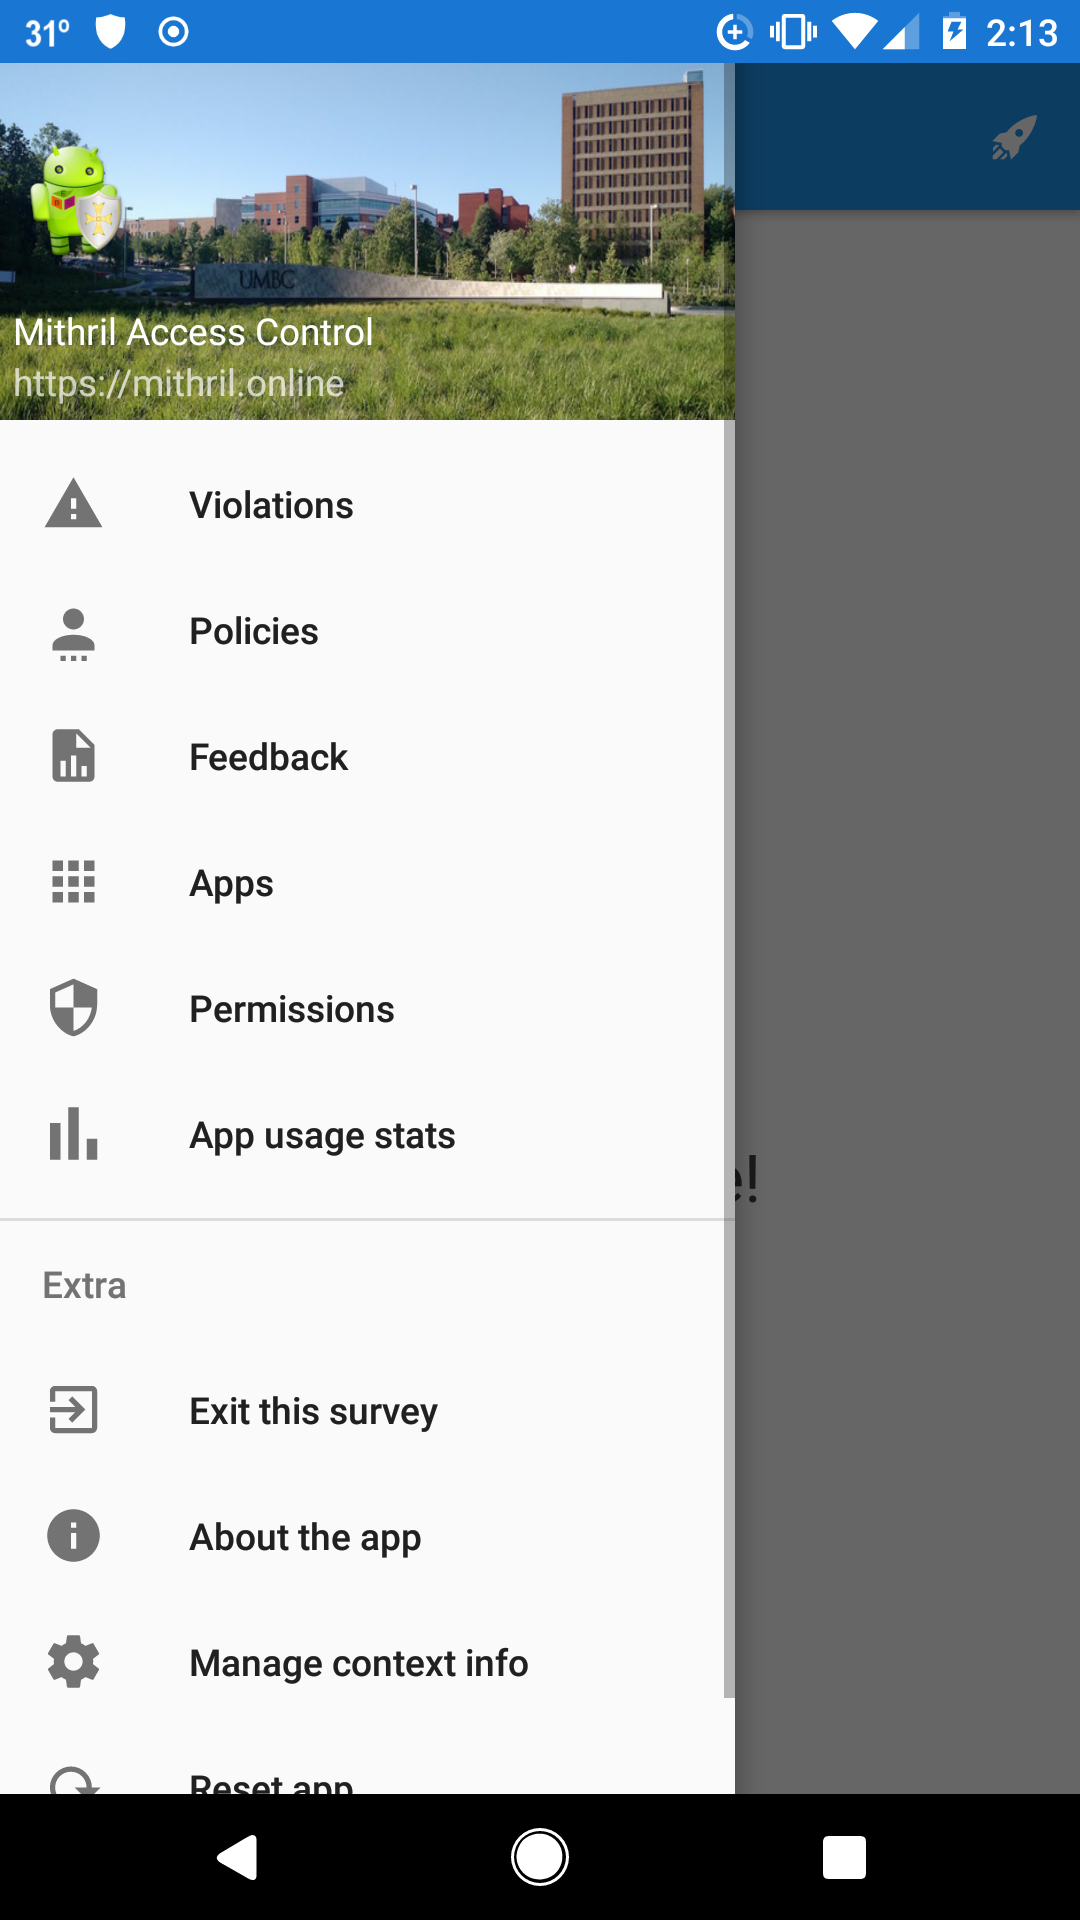 31°
2:13
UMBC
Mithril Access Control
https://mithril.online
Violations
Policies
Feedback
Apps
Permissions
App usage stats
e!
Extra
Exit this survey
About the app
Manage context info
Reset app